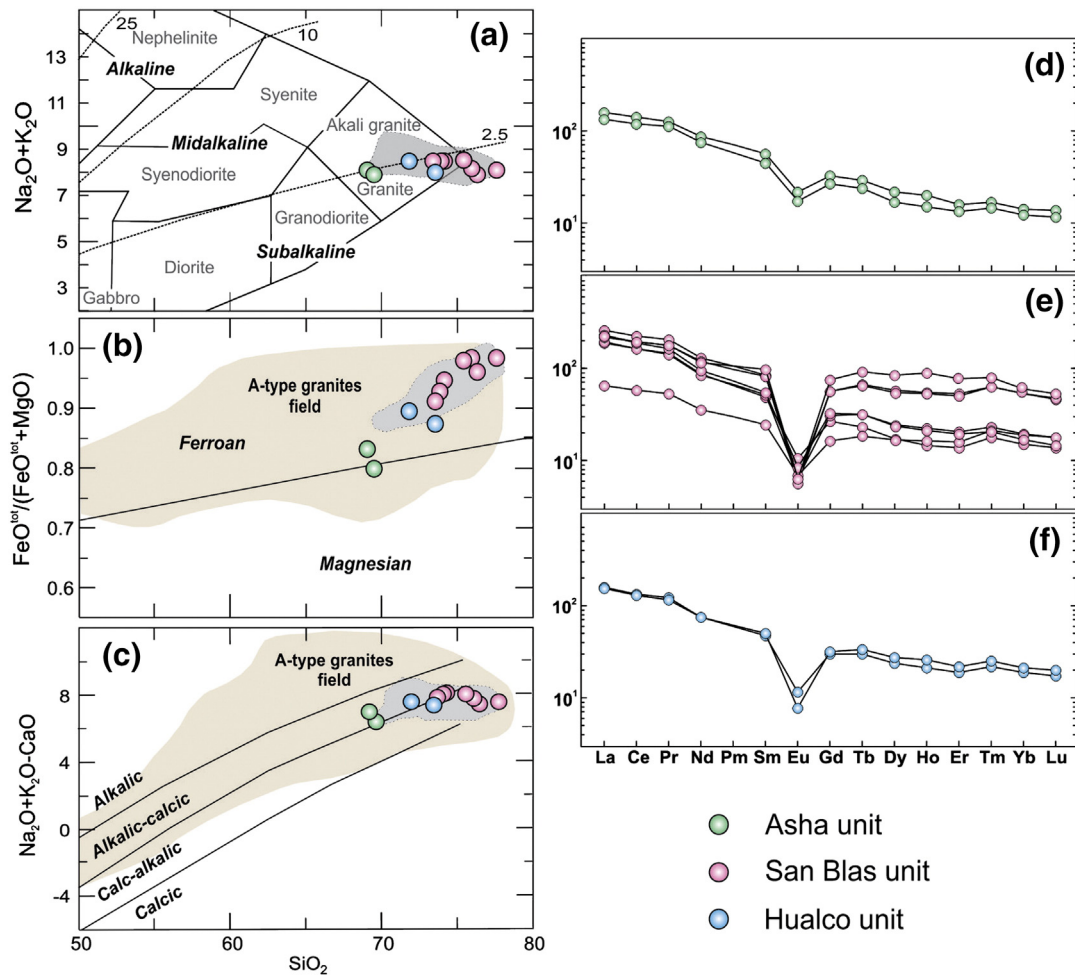 (a)
25
10
Nephelinite
Alkaline
Syenite
Akali granite
2.5
Midalkaline
Syenodiorite
Granite
Granodiorite
Subalkaline
Diorite
Gabbro
13
11
9
7
5
3
Na₂O+K₂O
(b)
A-type granites
field
Ferroan
Magnesian
1.0
0.9
0.8
0.7
0.6
FeOᵗᵒᵗ/(FeOᵗᵒᵗ+MgO)
(c)
A-type granites
field
Alkalic
Alkalic-calcic
Calc-alkalic
Calcic
8
4
0
-4
Na₂O+K₂O-CaO
50 60 70 80
SiO₂
(d)
10²
10¹
(e)
10²
10¹
(f)
10²
10¹
La Ce Pr Nd Pm Sm Eu Gd Tb Dy Ho Er Tm Yb Lu
Asha unit
San Blas unit
Hualco unit